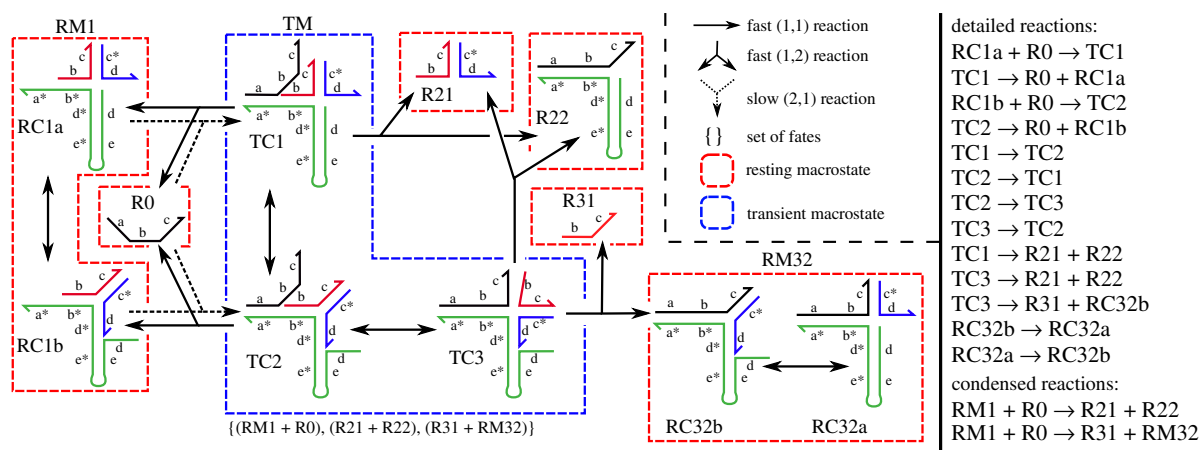 RM1
c*
c
b
d
a*
b*
d*
d
RC1a
e*
e
R0
a
b
c
c
b
c*
a*
b*
d*
d
d
RC1b
e*
e
TM
c
b
c
c*
a
b
d
a*
b*
d*
d
TC1
e*
e
c
b
a
b
c
c*
a*
b*
d*
d
d
TC2
e*
e
a
b
c
b
c
d
a*
b*
c*
d*
d
TC3
e*
e
{(RM1 + R0), (R21 + R22), (R31 + RM32)}
R21
c
c*
b
d
R22
c
a
b
a*
b*
d*
d
e*
e
R31
c
b
RM32
a
b
c
c*
a*
b*
d*
d
d
e*
e
RC32b
c
c*
a
b
d
a*
b*
d*
d
e*
e
RC32a
fast (1,1) reaction
fast (1,2) reaction
slow (2,1) reaction
{ } set of fates
resting macrostate
transient macrostate
detailed reactions:
RC1a + R0 → TC1
TC1 → R0 + RC1a
RC1b + R0 → TC2
TC2 → R0 + RC1b
TC1 → TC2
TC2 → TC1
TC2 → TC3
TC3 → TC2
TC1 → R21 + R22
TC3 → R21 + R22
TC3 → R31 + RC32b
RC32b → RC32a
RC32a → RC32b
condensed reactions:
RM1 + R0 → R21 + R22
RM1 + R0 → R31 + RM32